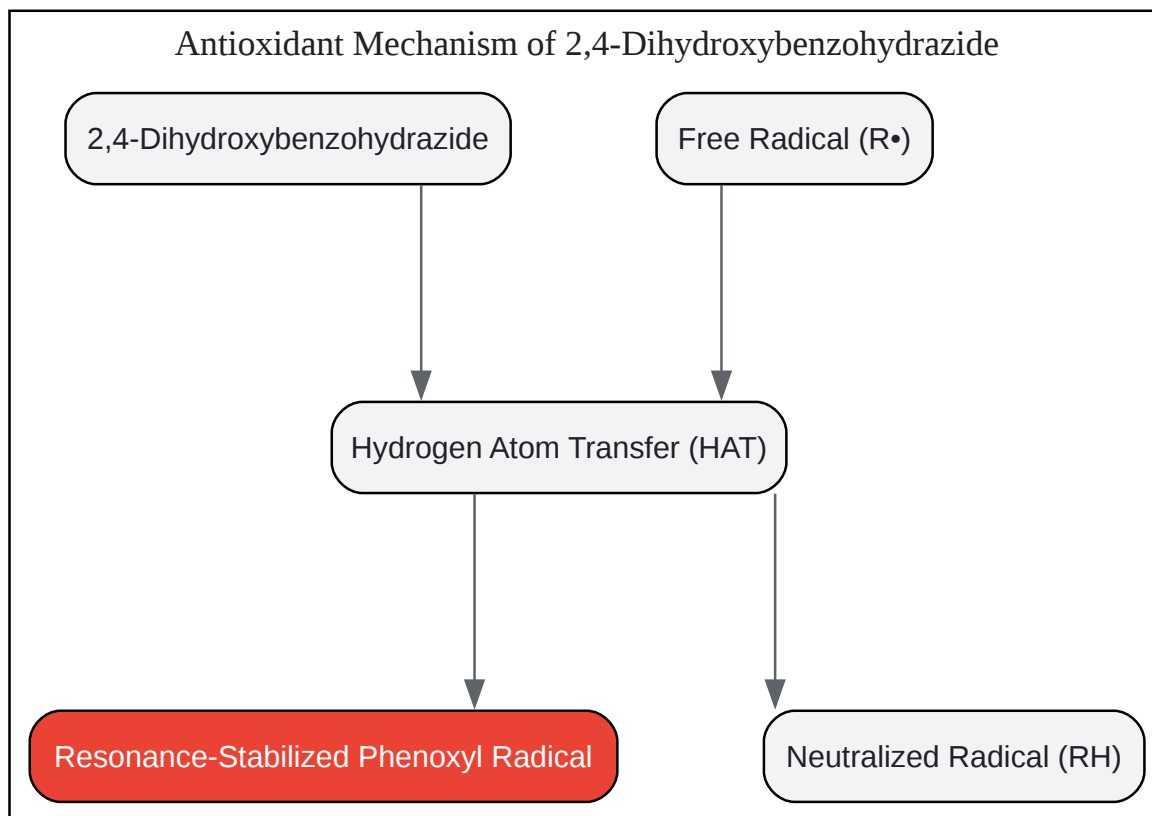 Antioxidant Mechanism of 2,4-Dihydroxybenzohydrazide
2,4-Dihydroxybenzohydrazide
Free Radical (R•)
Hydrogen Atom Transfer (HAT)
Resonance-Stabilized Phenoxyl Radical
Neutralized Radical (RH)